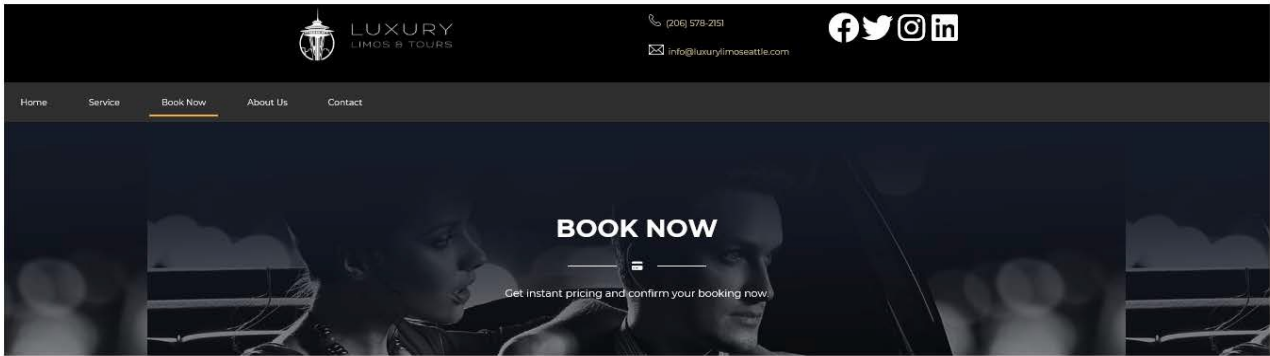 LUXURY
LIMOS & TOURS
(206) 578-2151
info@luxurylimoseattle.com
Home
Service
Book Now
About Us
Contact
BOOK NOW
Get instant pricing and confirm your booking now.